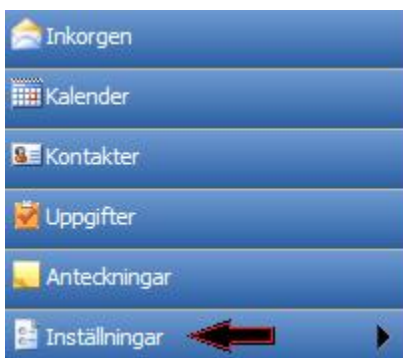 Inkorgen
Kalender
Kontakter
Uppgifter
Anteckningar
Inställningar